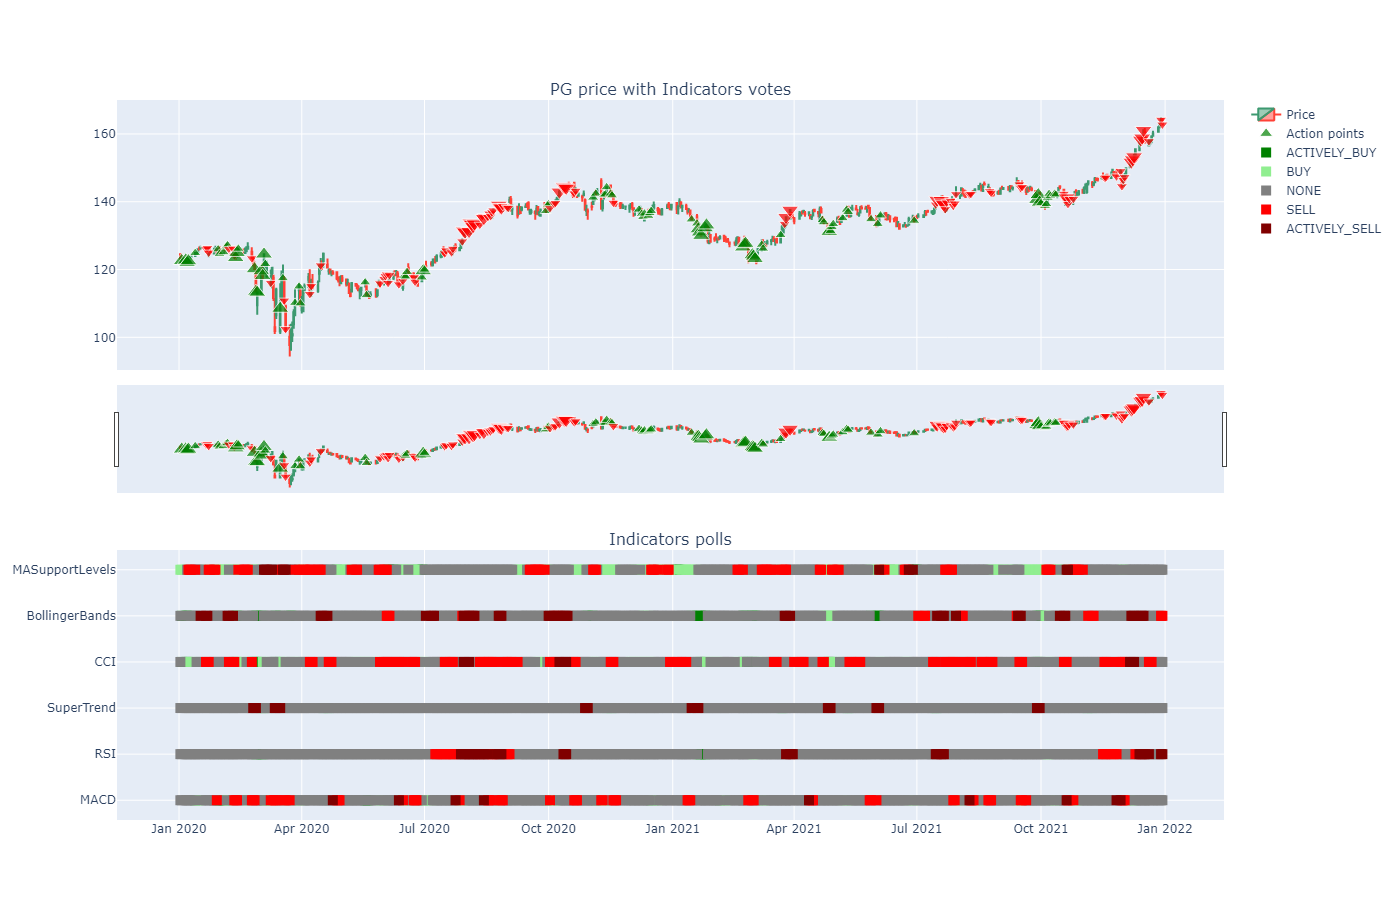 PG price with Indicators votes
160
140
120
100
Price
Action points
ACTIVELY_BUY
BUY
NONE
SELL
ACTIVELY_SELL
Indicators polls
MASupportLevels
BollingerBands
CCI
SuperTrend
RSI
MACD
Jan 2020 Apr 2020 Jul 2020 Oct 2020 Jan 2021 Apr 2021 Jul 2021 Oct 2021 Jan 2022